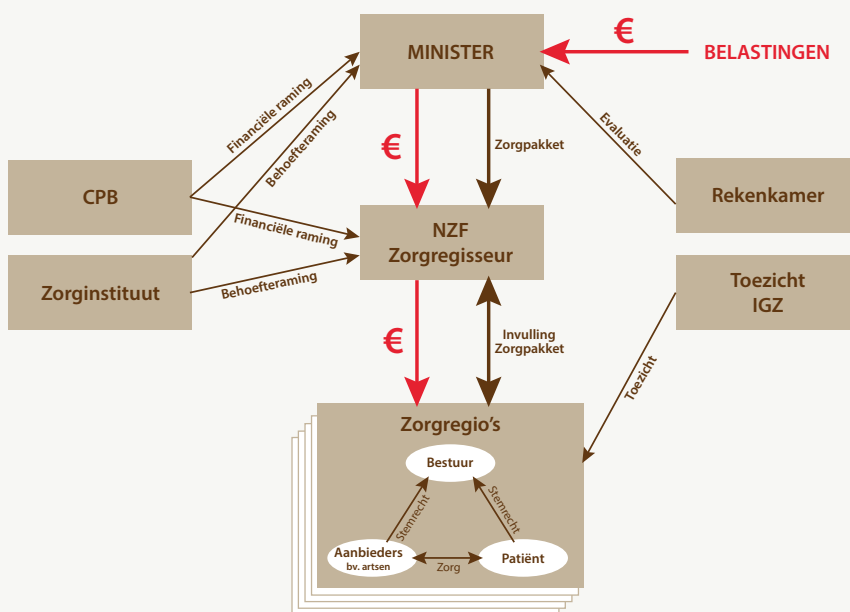 MINISTER
€
BELASTINGEN
Financiële raming
Behoefteraming
€
Zorgpakket
Evaluatie
CPB
Rekenkamer
Financiële raming
NZF
Zorgregisseur
Zorginstituut
Behoefteraming
Toezicht
IGZ
€
Invulling
Zorgpakket
Toezicht
Zorgregio's
Bestuur
Stemrecht
Stemrecht
Aanbieders
bv. artsen
Zorg
Patiënt